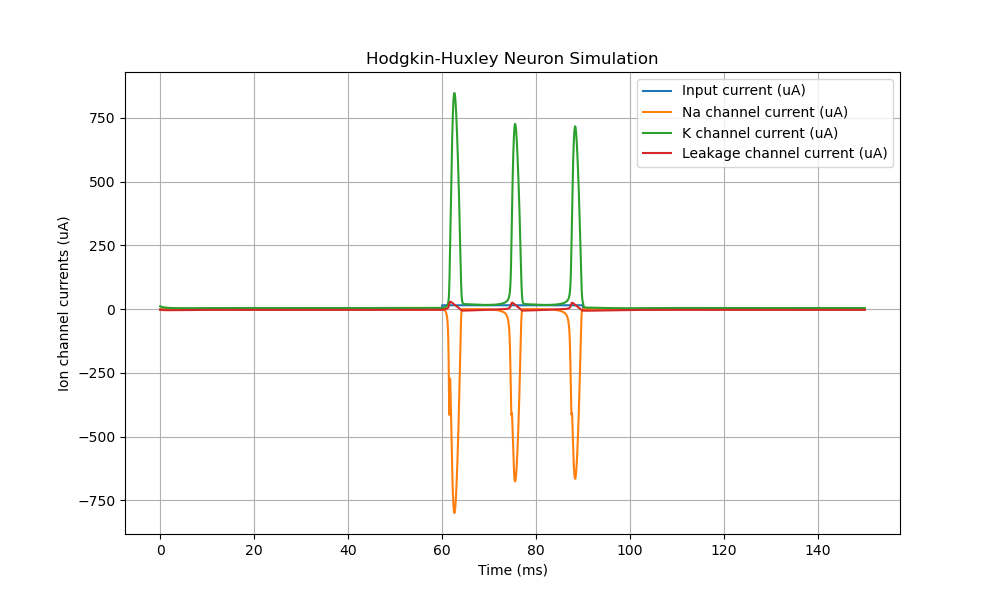 Hodgkin-Huxley Neuron Simulation
Input current (uA)
Na channel current (uA)
K channel current (uA)
Leakage channel current (uA)
Ion channel currents (uA)
750
500
250
0
−250
−500
−750
0 20 40 60 80 100 120 140
Time (ms)